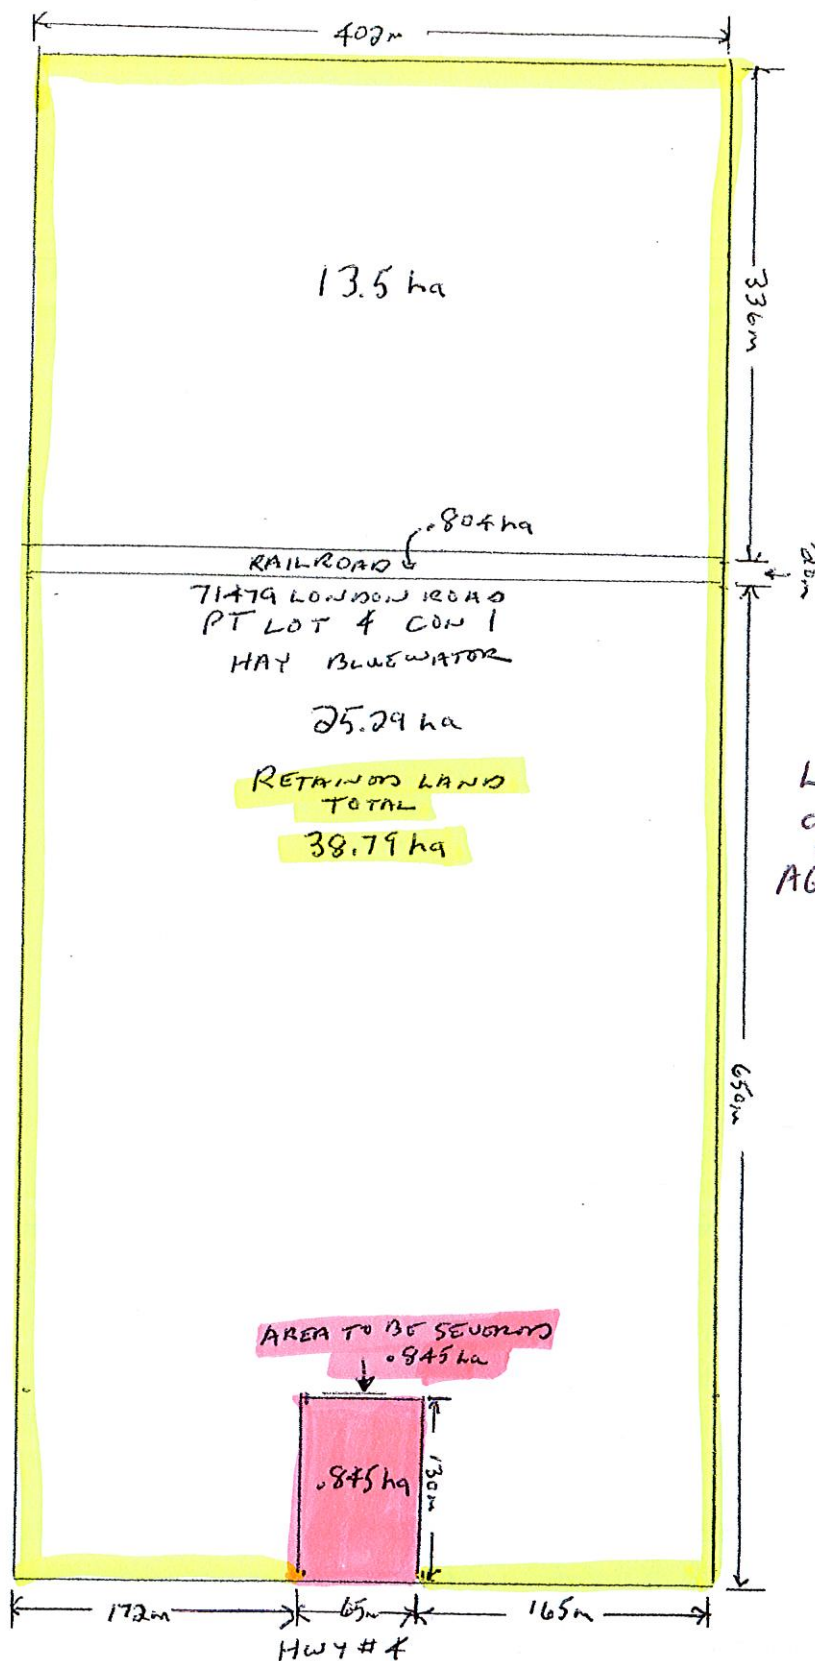 402m
13.5 ha
336m
.804 ha
RAILROAD
20m
71479 LONDON ROAD
PT LOT 4 CON 1
HAY BLUEWATER
25.29 ha
RETAINED LAND
TOTAL
38.79 ha
L
AG
650m
AREA TO BE SEVERED
.845 ha
.845 ha
130m
172m
65m
165m
HWY # 4